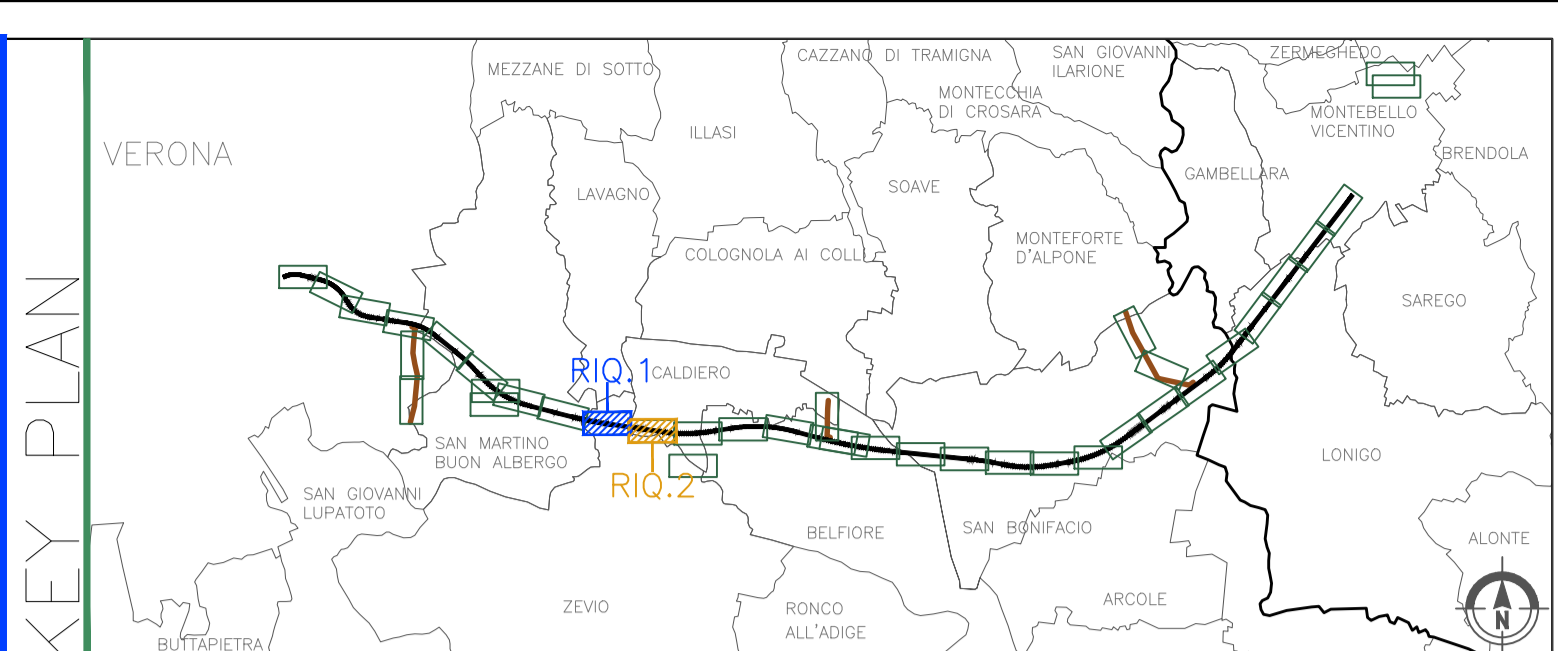 KEY PLAN
MEZZANE DI SOTTO
CAZZANO DI TRAMIGNA
SAN GIOVANNI
ILARIONE
ZERMEGHEDO
MONTECCHIA
DI CROSARA
MONTEBELLO
VICENTINO
ILLASI
VERONA
BRENDOLA
LAVAGNO
SOAVE
GAMBELLARA
MONTEFORTE
D'ALPONE
COLOGNOLA AI COLLI
SAREGO
RIQ.1
CALDIERO
SAN MARTINO
BUON ALBERGO
LONIGO
RIQ.2
SAN GIOVANNI
LUPATOTO
BELFIORE
SAN BONIFACIO
ALONTE
ZEVIO
RONCO
ALL'ADIGE
ARCOLE
N
BUTTAPIETRA